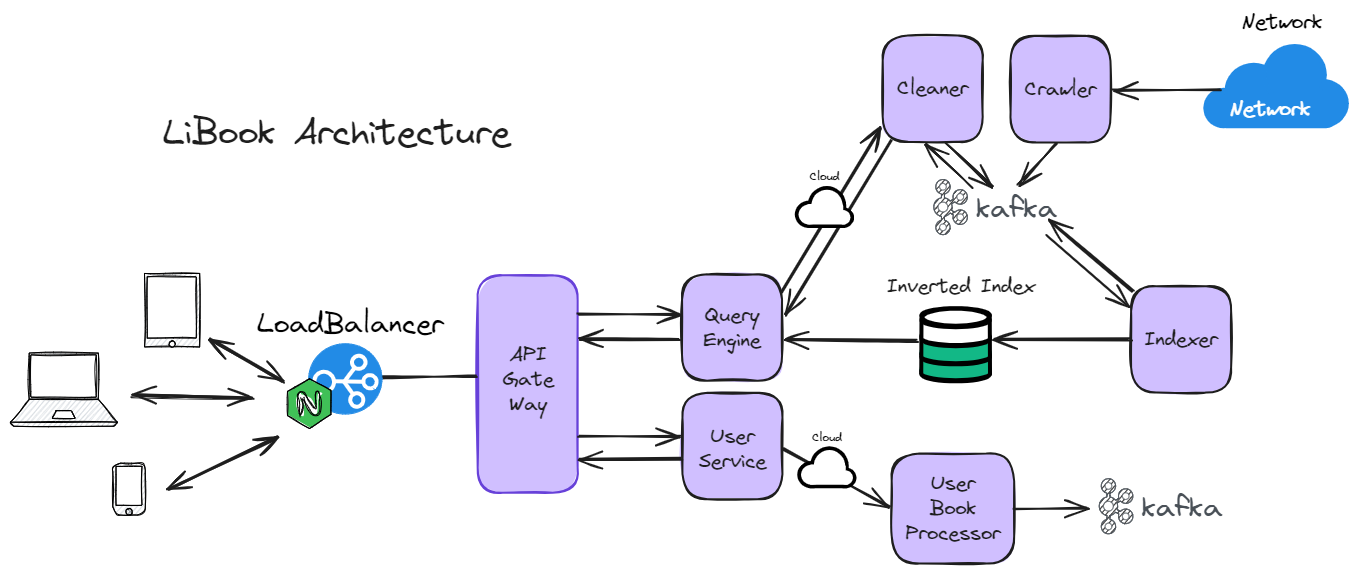 Network
Network
Cleaner
Crawler
LiBook Architecture
Cloud
kafka
Inverted Index
LoadBalancer
Query
Engine
API
Gate
Way
Indexer
N
User
Service
Cloud
User
Book
Processor
kafka